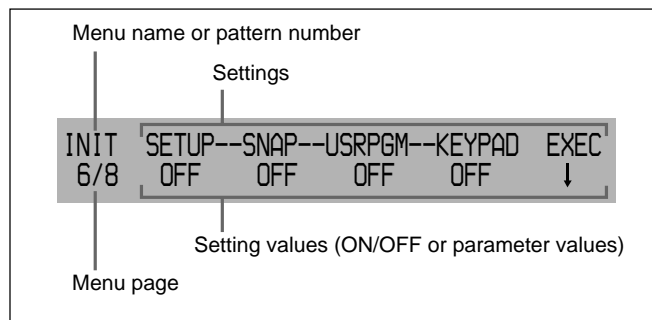 Menu name or pattern number
Settings
INIT SETUP--SNAP--USRPGM--KEYPAD EXEC
6/8 OFF OFF OFF OFF ↓
Setting values (ON/OFF or parameter values)
Menu page